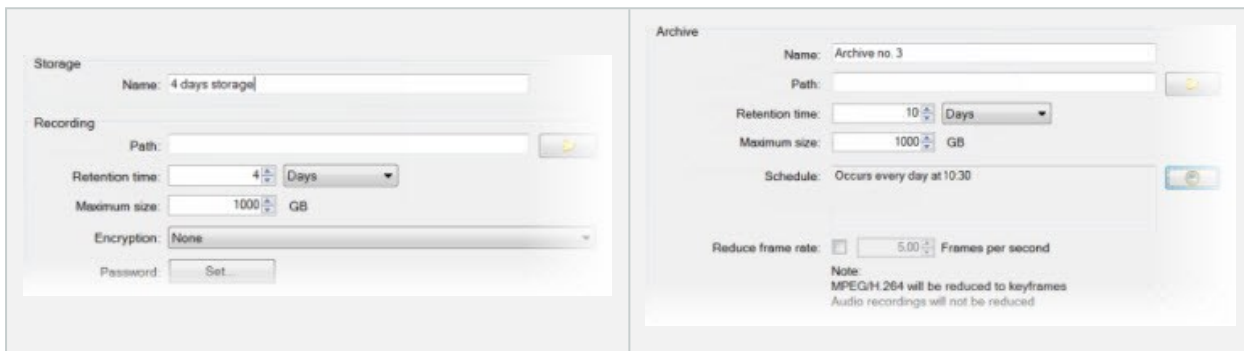 Storage
Name: 4 days storage
Recording
Path:
Retention time: 4 Days
Maximum size: 1000 GB
Encryption: None
Password: Set...
Archive
Name: Archive no. 3
Path:
Retention time: 10 Days
Maximum size: 1000 GB
Schedule: Occurs every day at 10:30
Reduce frame rate: 5.00 Frames per second
Note:
MPEG/H.264 will be reduced to keyframes
Audio recordings will not be reduced